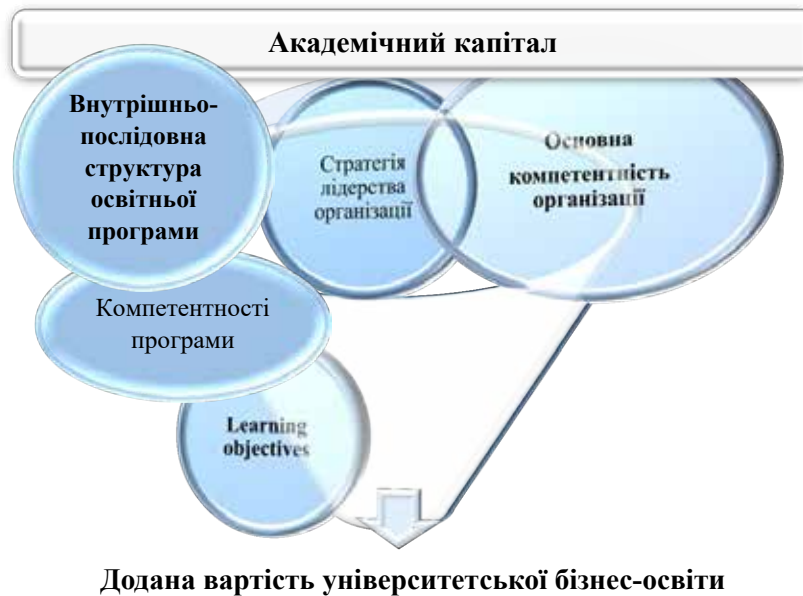 Академічний капітал
Внутрішньо-
послідовна
структура
освітньої
програми
Стратегія
лідерства
організації
Основна
компетентність
організації
Компетентності
програми
Learning
objectives
Додана вартість університетської бізнес-освіти